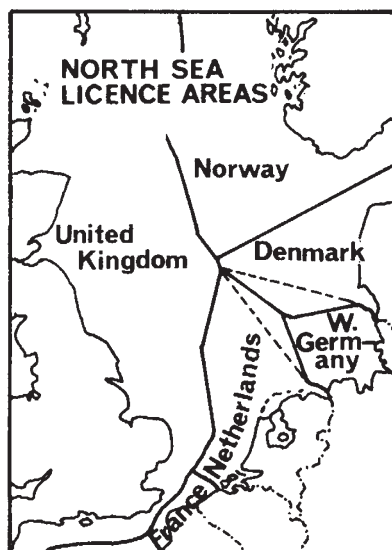 NORTH SEA
LICENCE AREAS
Norway
United
Kingdom
Denmark
W.
Germ-
any
Netherlands
France